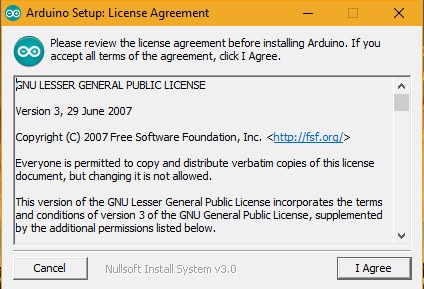 Arduino Setup: License Agreement
Please review the license agreement before installing Arduino. If you
accept all terms of the agreement, click I Agree.
GNU LESSER GENERAL PUBLIC LICENSE
Version 3, 29 June 2007
Copyright (C) 2007 Free Software Foundation, Inc. <http://fsf.org/>
Everyone is permitted to copy and distribute verbatim copies of this license
document, but changing it is not allowed.
This version of the GNU Lesser General Public License incorporates the terms
and conditions of version 3 of the GNU General Public License, supplemented
by the additional permissions listed below.
Cancel
Nullsoft Install System v3.0
I Agree